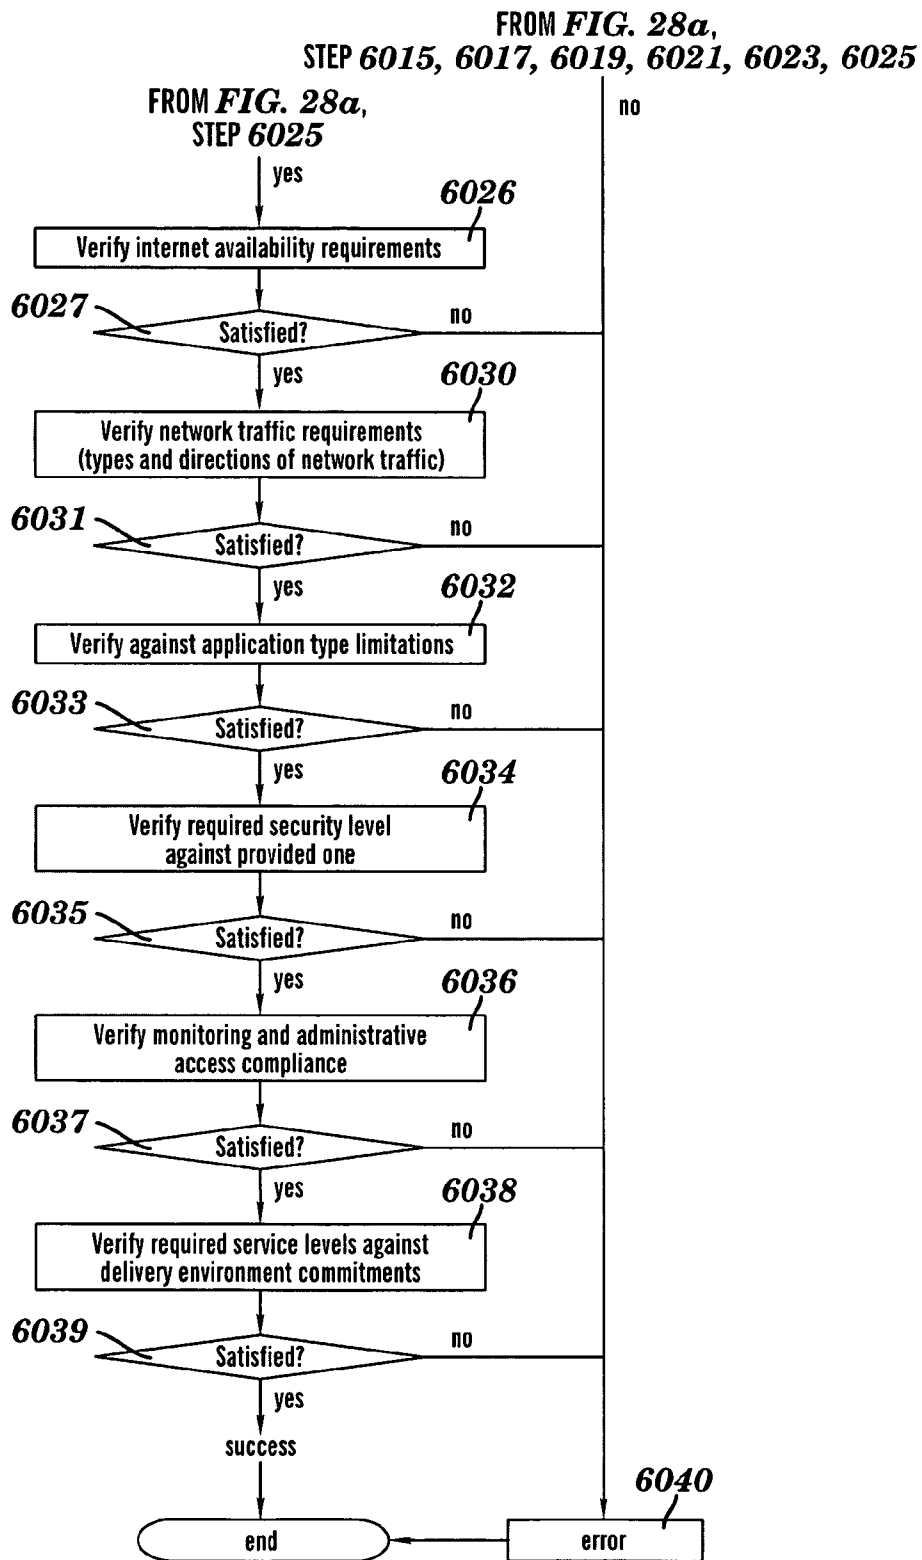 FROM FIG. 28a,
STEP 6015, 6017, 6019, 6021, 6023, 6025
no
FROM FIG. 28a,
STEP 6025
yes
6026
Verify internet availability requirements
6027
Satisfied?
no
yes
6030
Verify network traffic requirements
(types and directions of network traffic)
6031
Satisfied?
no
yes
6032
Verify against application type limitations
6033
Satisfied?
no
yes
6034
Verify required security level
against provided one
6035
Satisfied?
no
yes
6036
Verify monitoring and administrative
access compliance
6037
Satisfied?
no
yes
6038
Verify required service levels against
delivery environment commitments
6039
Satisfied?
no
yes
success
6040
end
error